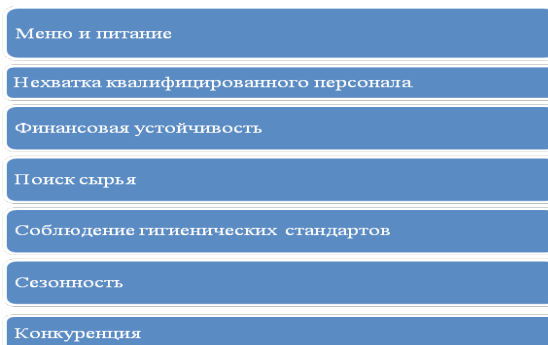 Меню и питание
Нехватка квалифицированного персонала
Финансовая устойчивость
Поиск сырья
Соблюдение гигиенических стандартов
Сезонность
Конкуренция